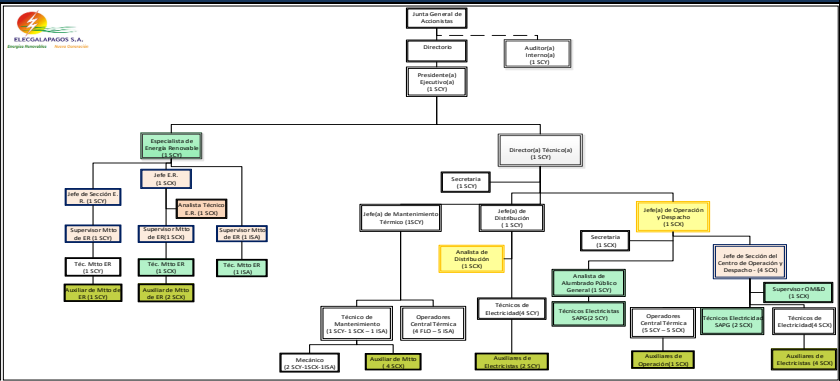 ELECGALAPAGOS S.A.
Energías Renovables Nueva Generación
Junta General de
Accionistas
Directorio
Auditor(a)
Interno(a)
(1 SCY)
Presidente(a)
Ejecutivo(a)
(1 SCY)
Especialista de
Energía Renovable
(1 SCY)
Director(a) Técnico(a)
(1 SCY)
Jefe E.R.
(1 SCX)
Secretaria
(1 SCY)
Jefe de Sección E.
R. (1 SCY)
Analista Técnico
E.R. (1 SCX)
Jefe(a) de Mantenimiento
Térmico (1SCY)
Jefe(a) de
Distribución
( 1 SCY)
Jefe(a) de Operación
y Despacho
(1 SCX)
Supervisor Mtto
de ER (1 SCY)
Supervisor Mtto
de ER(1 SCX)
Supervisor Mtto
de ER (1 ISA)
Secretaria
(1 SCX)
Analista de
Distribución
(1 SCX)
Jefe de Sección del
Centro de Operación y
Despacho - (4 SCX)
Téc. Mtto ER
(1 SCY)
Téc. Mtto ER
(1 SCX)
Téc. Mtto ER
(1 ISA)
Analista de
Alumbrado Público
General (1 SCY)
Supervisor OM&D
(1 SCX)
Auxiliar de Mtto de
ER (1 SCY)
Auxiliar de Mtto
de ER (2 SCX)
Técnico de
Mantenimiento
(1 SCY- 1 SCX – 1 ISA)
Operadores
Central Térmica
(4 FLO – 5 ISA)
Técnicos de
Electricidad(4 SCY)
Técnicos Electricistas
SAPG(2 SCY)
Operadores
Central Térmica
(5 SCY – 5 SCX)
Técnicos Electricidad
SAPG (2 SCX)
Técnicos de
Electricidad(4 SCX)
Mecánico
(2 SCY-1SCX-1ISA)
Auxiliar de Mtto
( 4 SCX)
Auxiliares de
Electricistas (2 SCY)
Auxiliares de
Operación(1 SCX)
Auxiliares de
Electricistas (4 SCX)